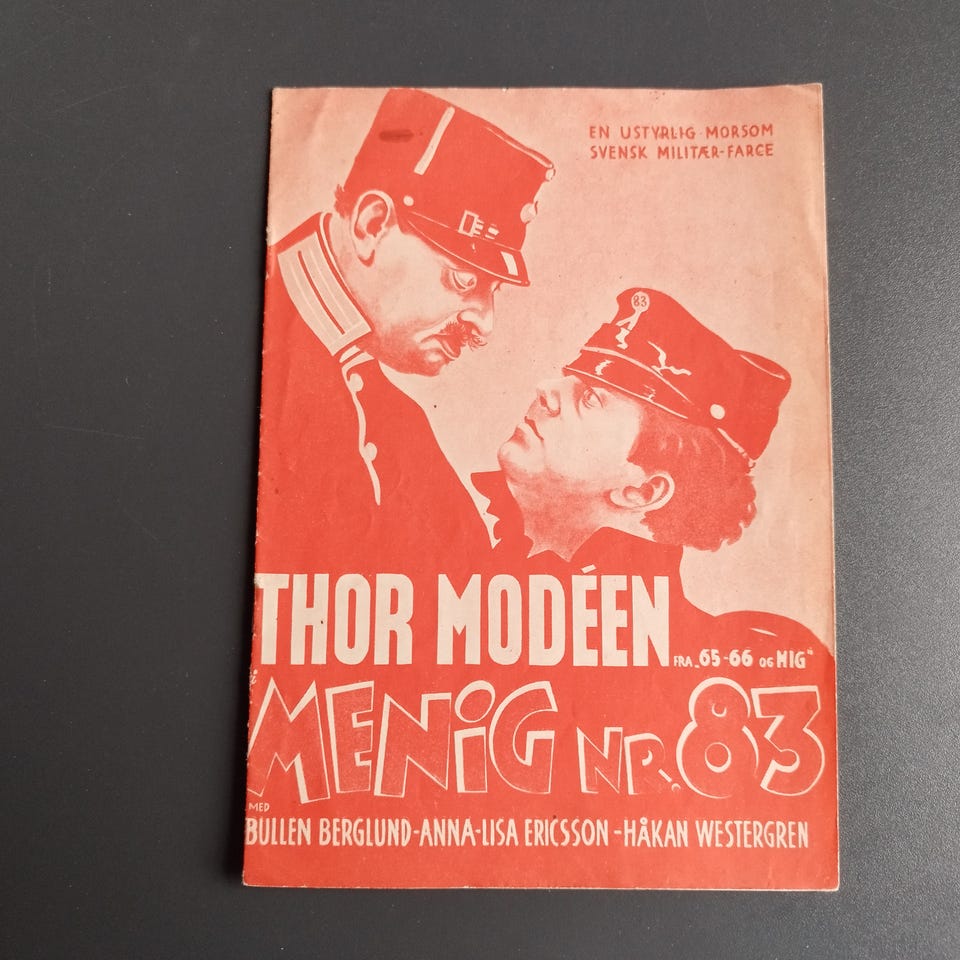 EN USTYRLIG MORSOM
SVENSK MILITÆR-FARCE
83
THOR MODÉEN
FRA „65-66 OG MIG"
i
MENiG NR. 83
MED
BULLEN BERGLUND-ANNA-LISA ERICSSON-HÅKAN WESTERGREN